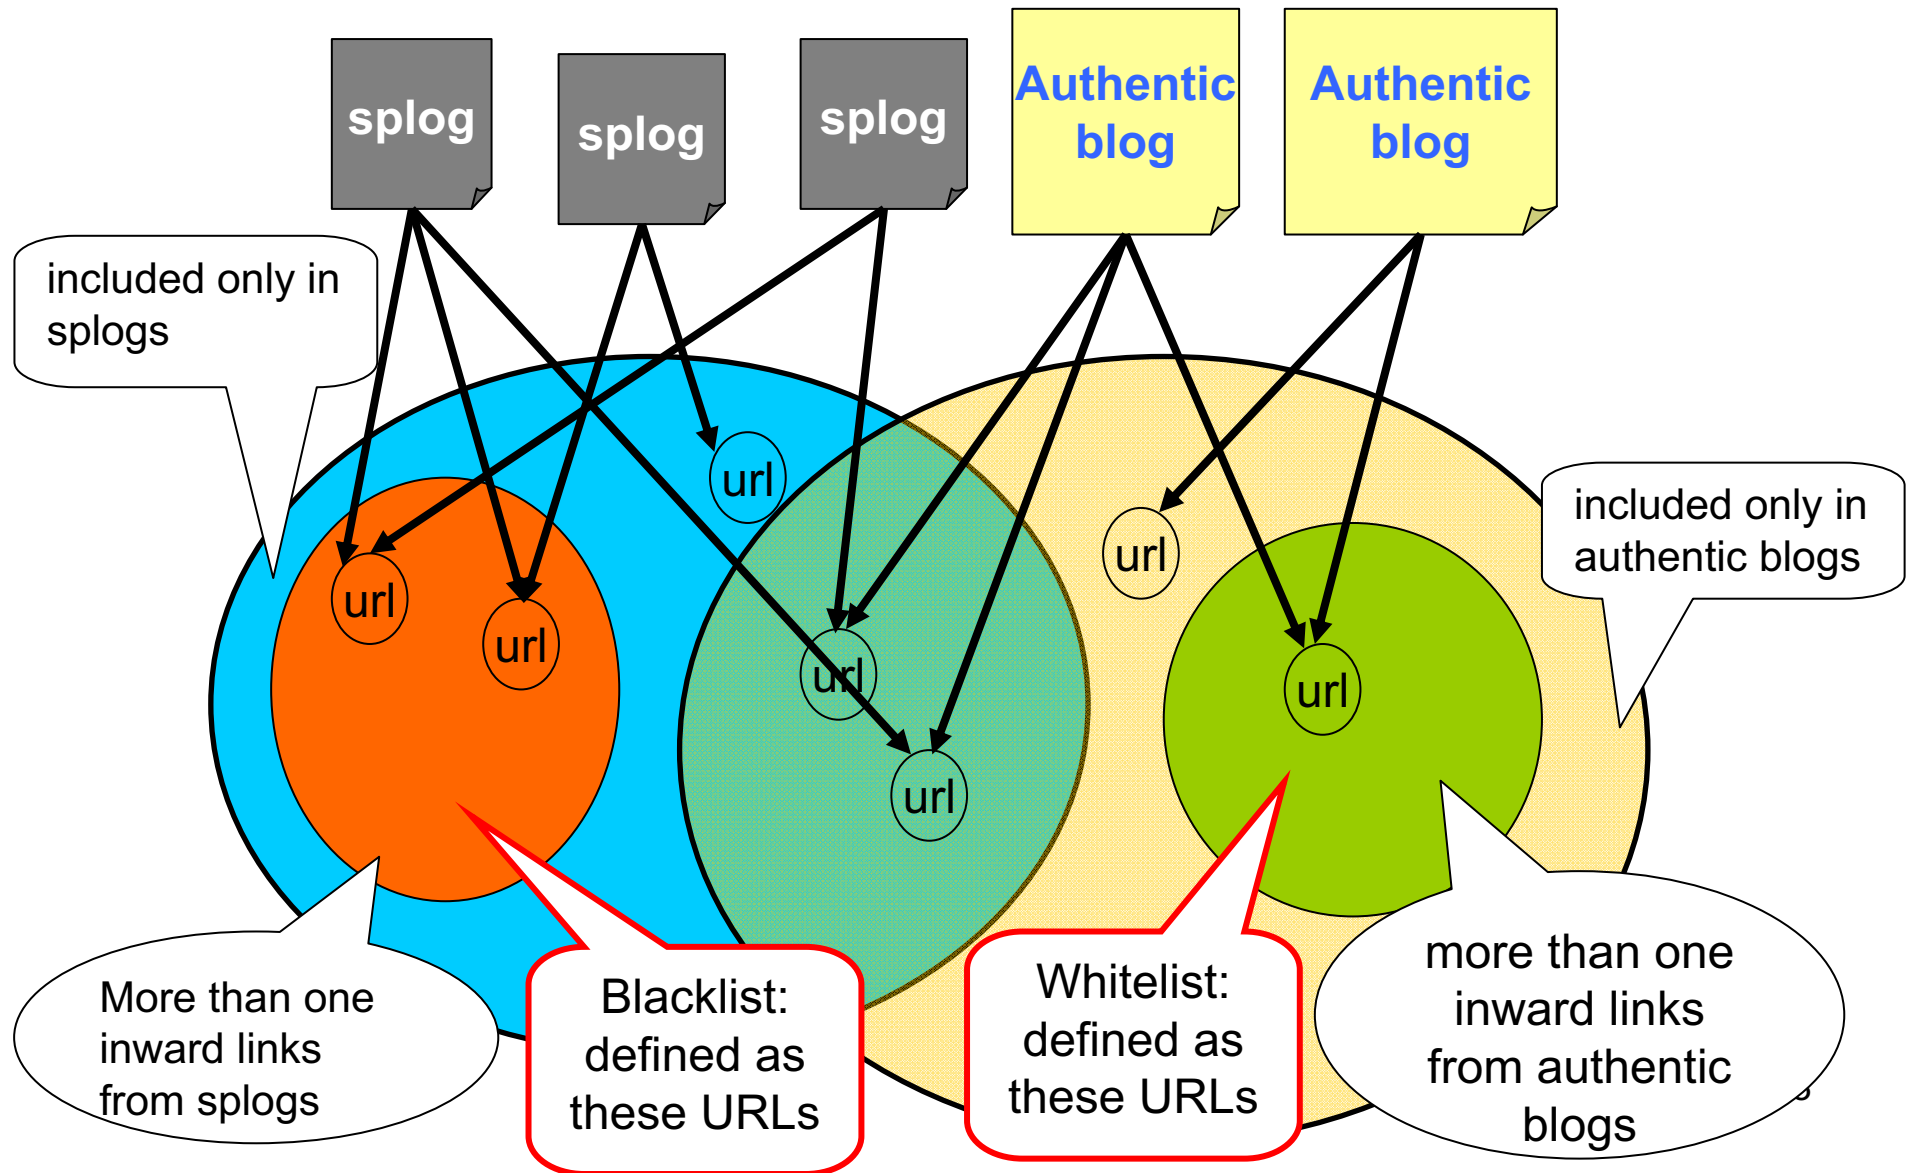 splog
splog
splog
Authentic
blog
Authentic
blog
included only in
splogs
included only in
authentic blogs
url
url
url
url
url
url
url
More than one
inward links
from splogs
Blacklist:
defined as
these URLs
Whitelist:
defined as
these URLs
more than one
inward links
from authentic
blogs